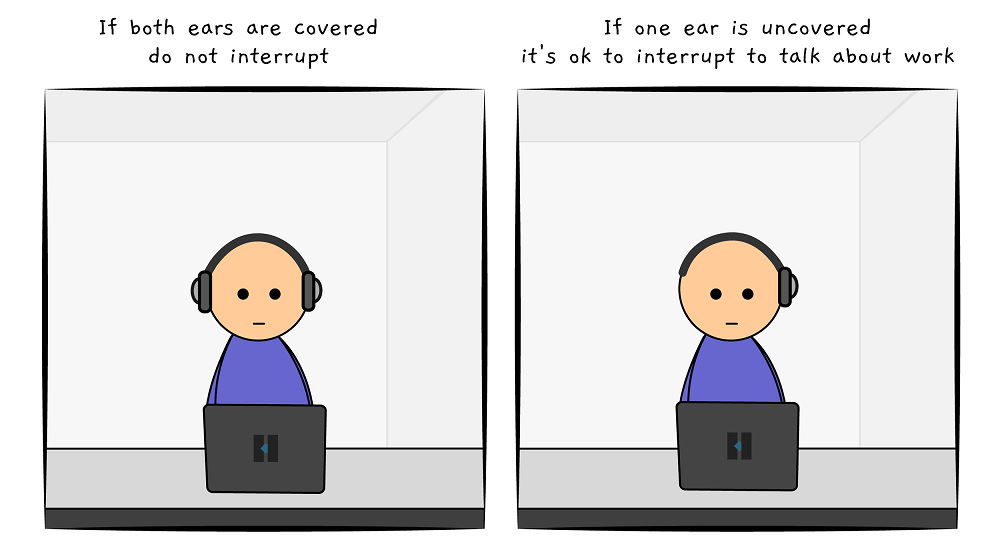 If both ears are covered
do not interrupt
If one ear is uncovered
it's ok to interrupt to talk about work